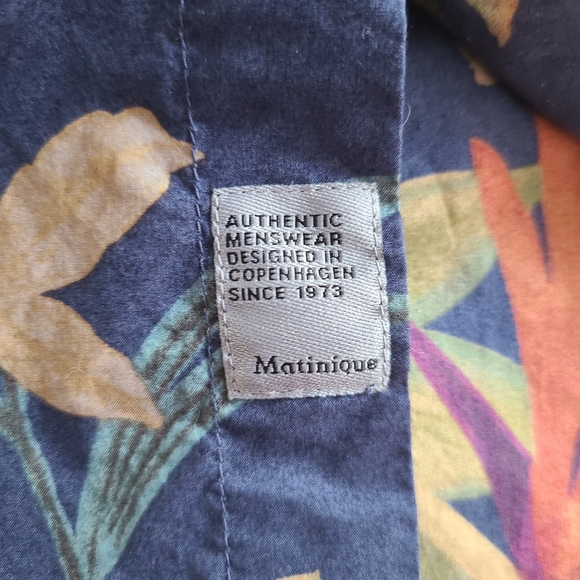 AUTHENTIC
MENSWEAR
DESIGNED IN
COPENHAGEN
SINCE 1973
Matinique